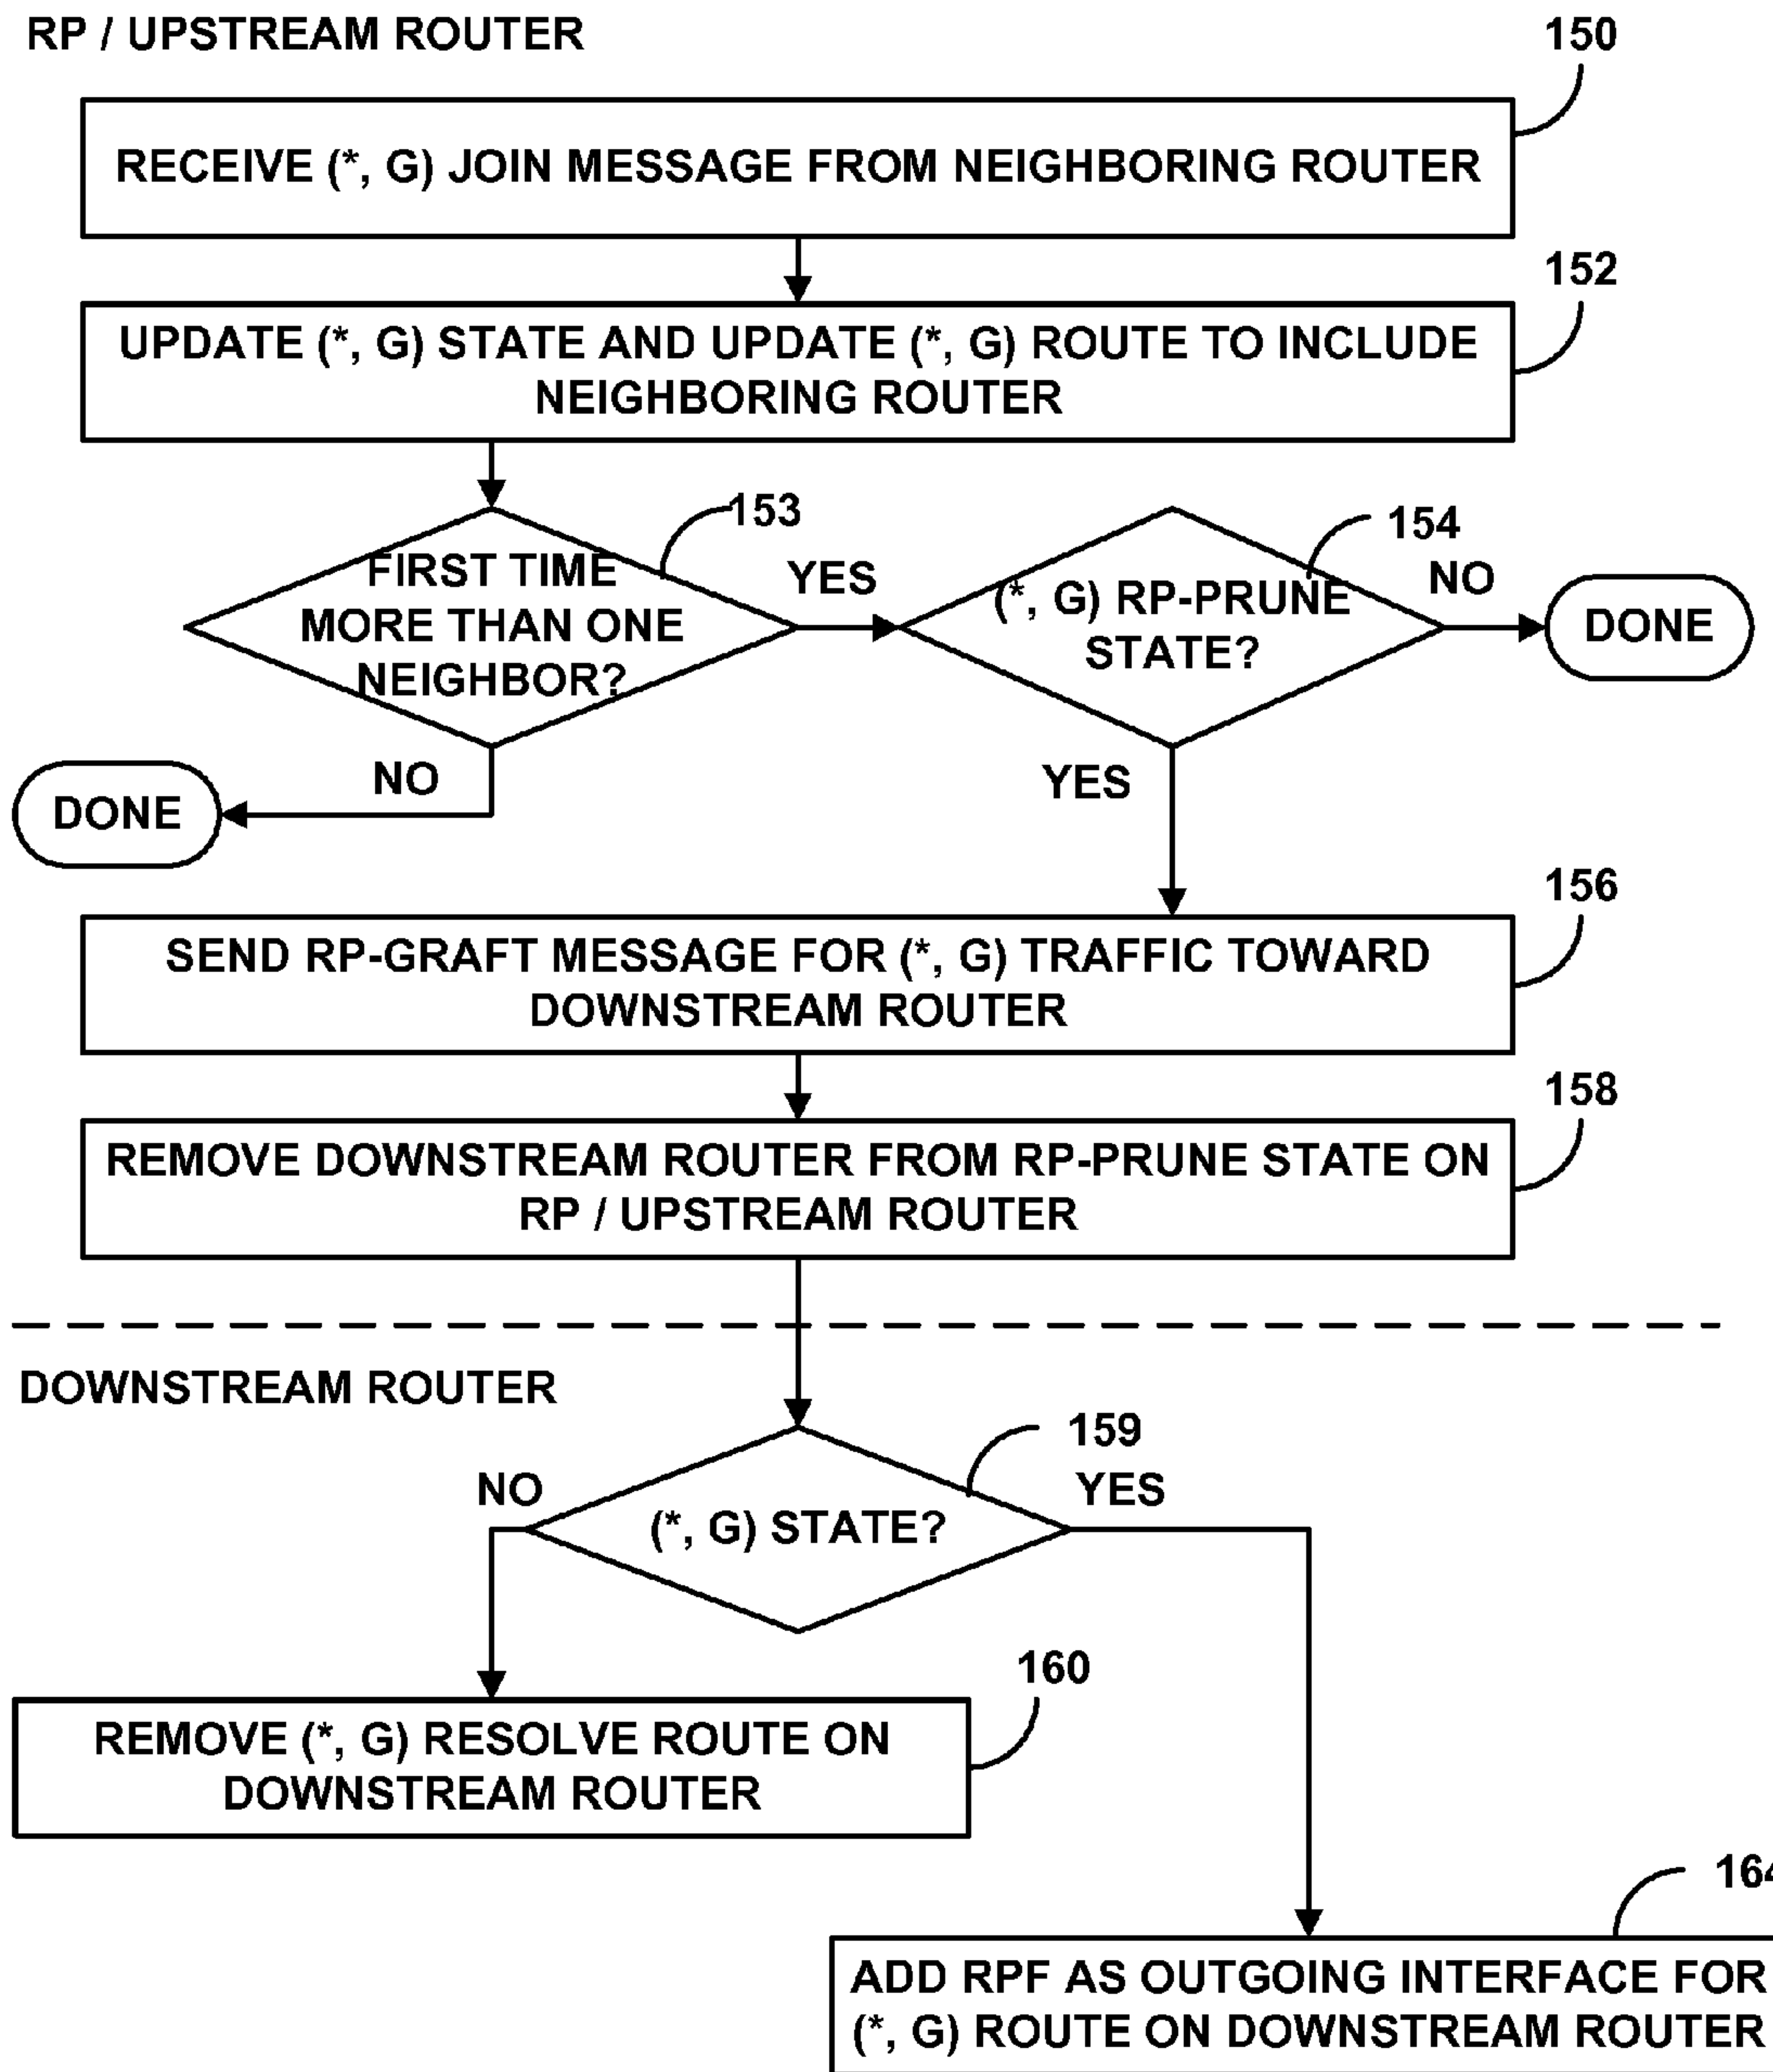 RP / UPSTREAM ROUTER
150
RECEIVE (*, G) JOIN MESSAGE FROM NEIGHBORING ROUTER
152
UPDATE (*, G) STATE AND UPDATE (*, G) ROUTE TO INCLUDE
NEIGHBORING ROUTER
153
FIRST TIME
MORE THAN ONE
NEIGHBOR?
YES
154
(*, G) RP-PRUNE
STATE?
NO
DONE
NO
DONE
YES
156
SEND RP-GRAFT MESSAGE FOR (*, G) TRAFFIC TOWARD
DOWNSTREAM ROUTER
158
REMOVE DOWNSTREAM ROUTER FROM RP-PRUNE STATE ON
RP / UPSTREAM ROUTER
DOWNSTREAM ROUTER
159
NO
YES
(*, G) STATE?
160
REMOVE (*, G) RESOLVE ROUTE ON
DOWNSTREAM ROUTER
164
ADD RPF AS OUTGOING INTERFACE FOR
(*, G) ROUTE ON DOWNSTREAM ROUTER